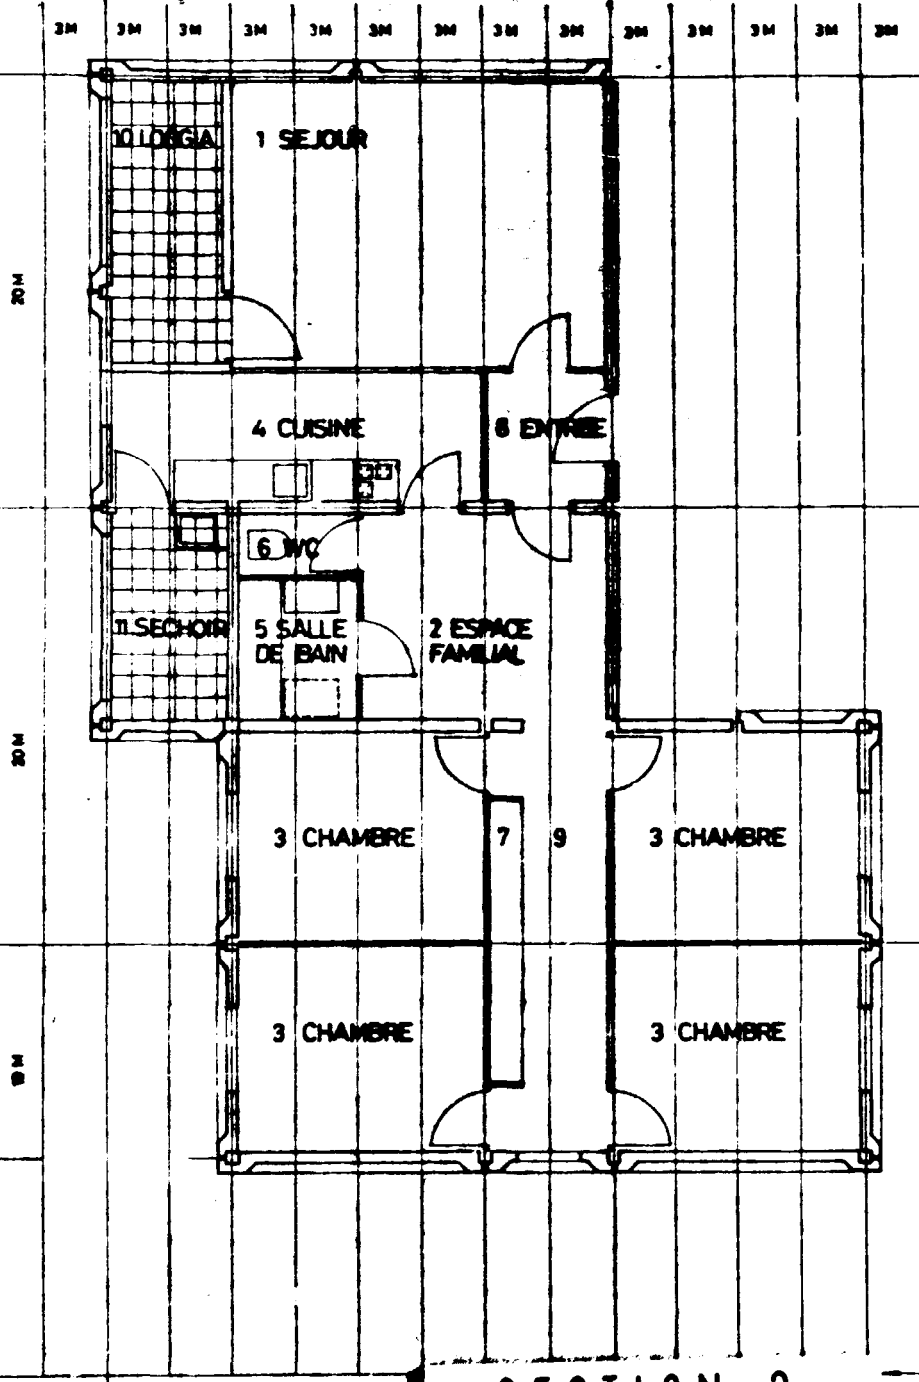 3M 3M 3M 3M 3M 3M 3M 3M 3M 3M 3M 3M 3M
10 LOGGIA
1 SEJOUR
20 M
4 CUISINE
8 ENTREE
6 WC
11 SECHOIR
5 SALLE
DE BAIN
2 ESPACE
FAMILIAL
20 M
3 CHAMBRE
7
9
3 CHAMBRE
3 CHAMBRE
3 CHAMBRE
19 M